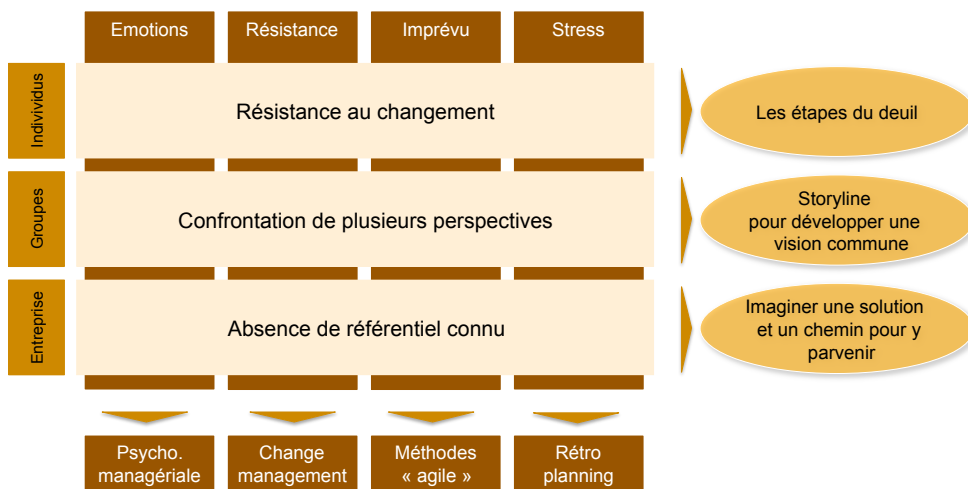 Emotions
Résistance
Imprévu
Stress
Individus
Résistance au changement
Les étapes du deuil
Groupes
Confrontation de plusieurs perspectives
Storyline
pour développer une
vision commune
Entreprise
Absence de référentiel connu
Imaginer une solution
et un chemin pour y
parvenir
Psycho.
managériale
Change
management
Méthodes
« agile »
Rétro
planning